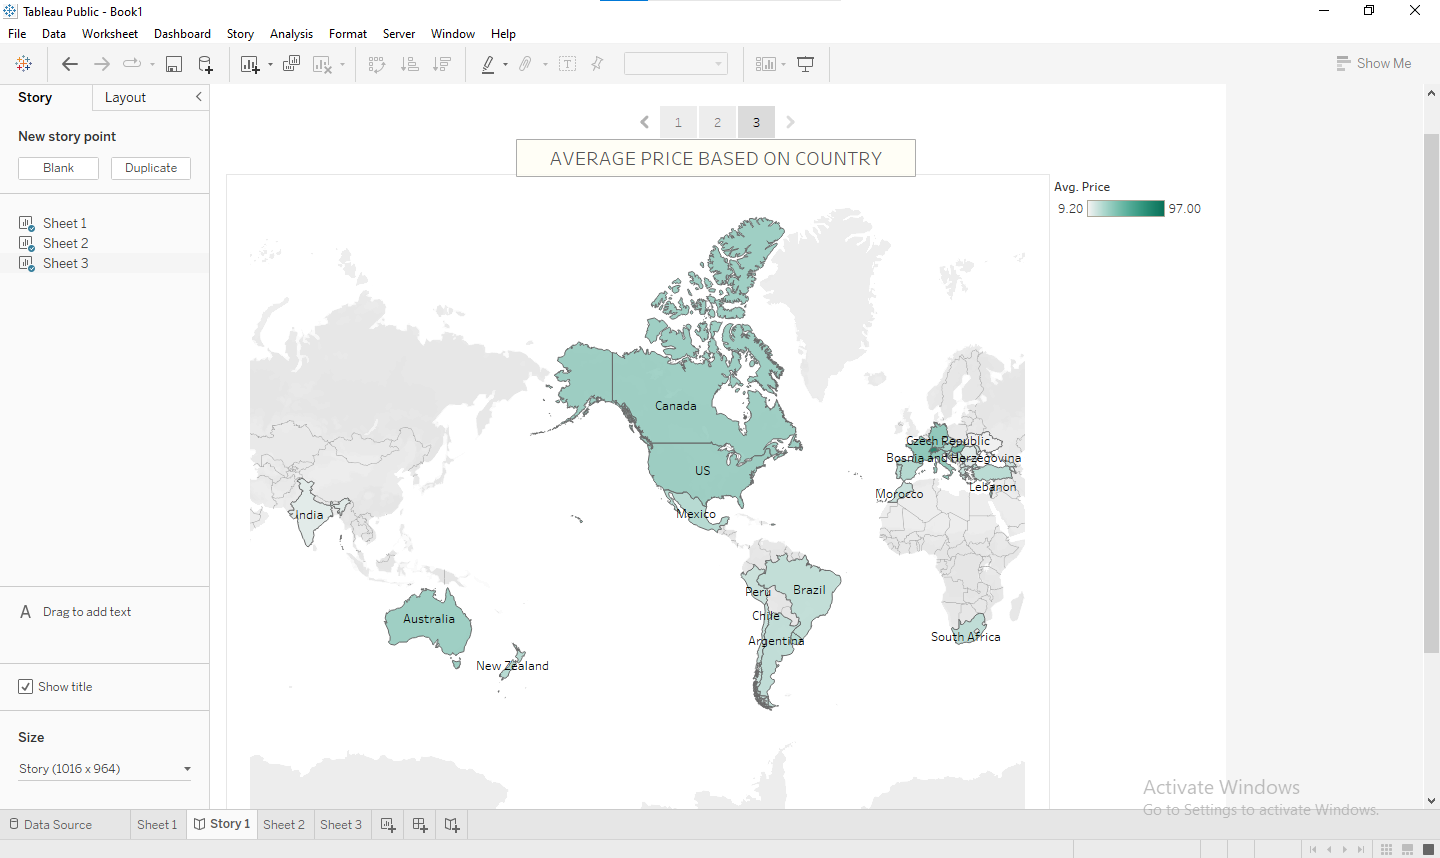 Tableau Public - Book1
File Data Worksheet Dashboard Story Analysis Format Server Window Help
Show Me
Story Layout
New story point
Blank Duplicate
Sheet 1
Sheet 2
Sheet 3
A Drag to add text
Show title
Size
Story (1016 x 964)
1 2 3
AVERAGE PRICE BASED ON COUNTRY
Avg. Price
9.20 97.00
Canada
Czech Republic
Bosnia and Herzegovina
US
Lebanon
Morocco
Mexico
India
Peru
Brazil
Chile
Australia
South Africa
Argentina
New Zealand
Activate Windows
Go to Settings to activate Windows.
Data Source Sheet 1 Story 1 Sheet 2 Sheet 3